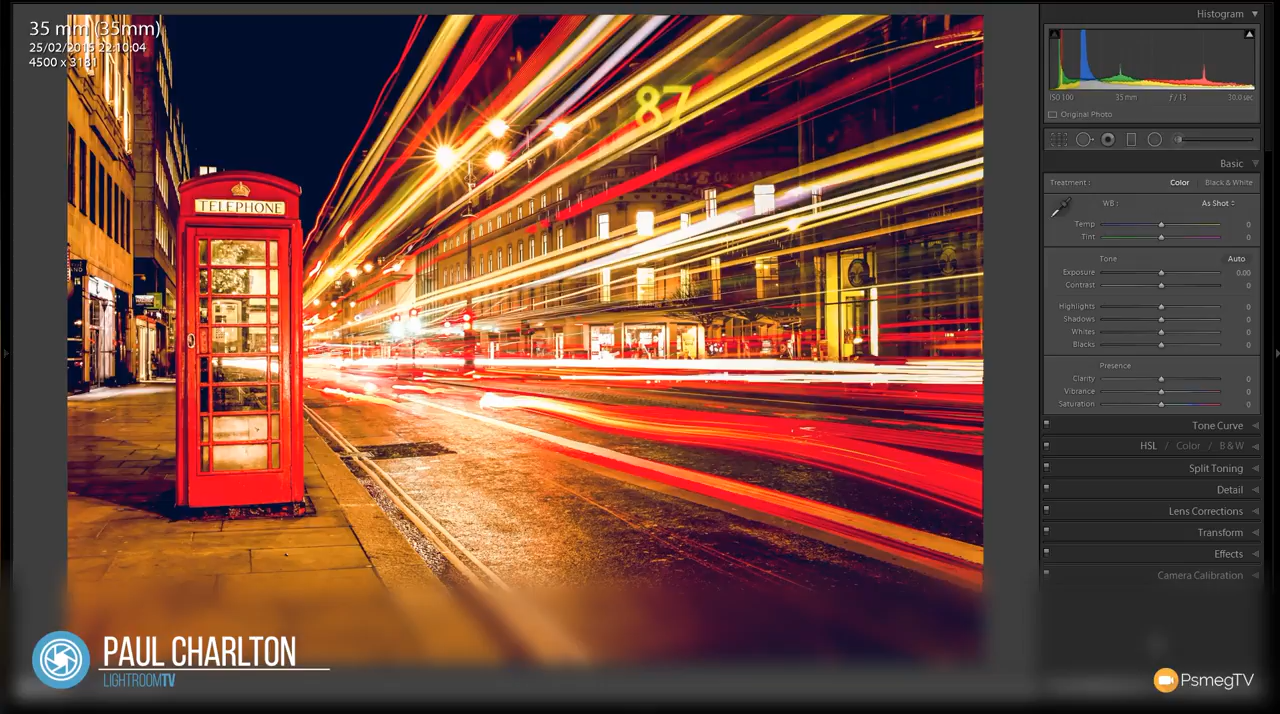 35 mm (35mm)
25/02/2016 22:10:04
4500 x 3181
87
TELEPHONE
Histogram
ISO 100 35 mm f / 11 30.0 sec
Original Photo
Basic
Treatment : Color Black & White
WB : As Shot
Temp 0
Tint 0
Tone Auto
Exposure 0.00
Contrast 0
Highlights 0
Shadows 0
Whites 0
Blacks 0
Presence
Clarity 0
Vibrance 0
Saturation 0
Tone Curve
HSL / Color / B & W
Split Toning
Detail
Lens Corrections
Transform
Effects
Camera Calibration
PAUL CHARLTON
LIGHTROOMTV
PsmegTV